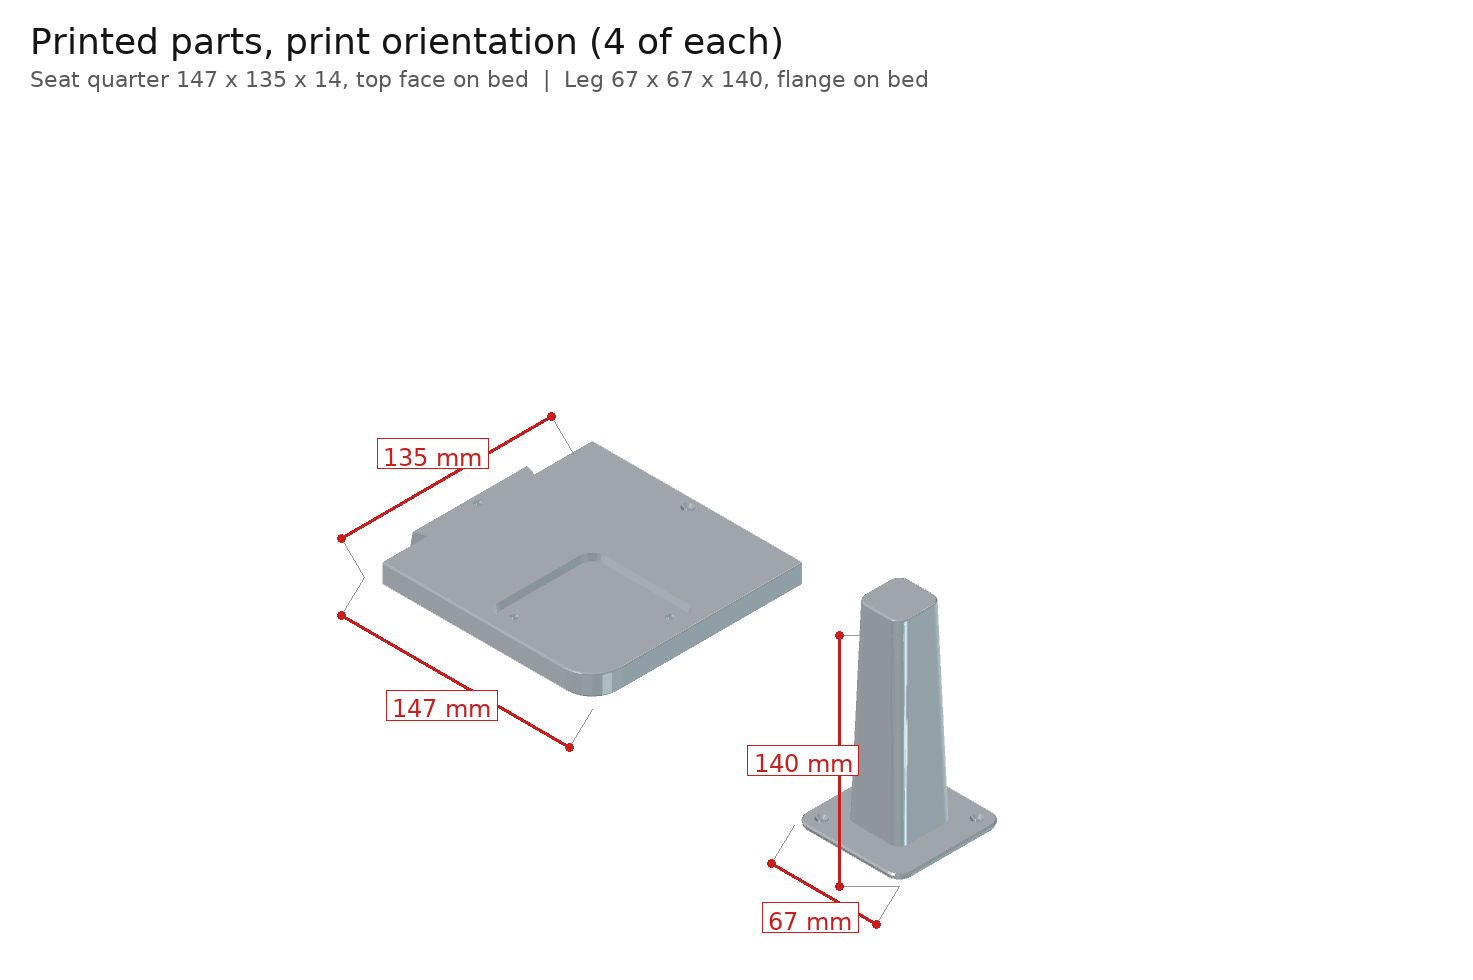 Printed parts, print orientation (4 of each)
Seat quarter 147 x 135 x 14, top face on bed  |  Leg 67 x 67 x 140, flange on bed
135 mm
147 mm
140 mm
67 mm